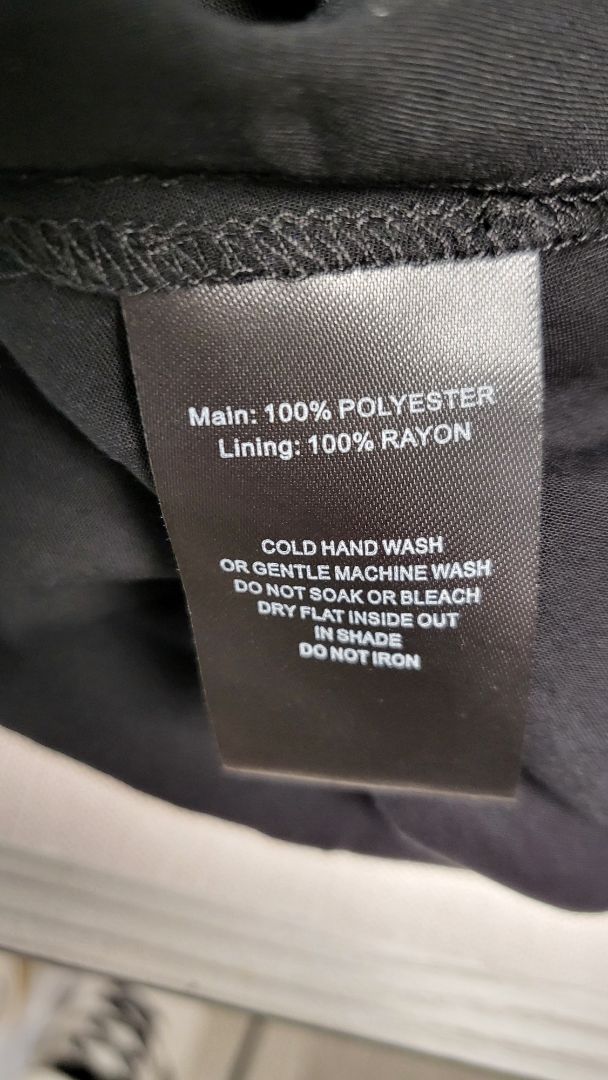 Main: 100% POLYESTER
Lining: 100% RAYON
COLD HAND WASH
OR GENTLE MACHINE WASH
DO NOT SOAK OR BLEACH
DRY FLAT INSIDE OUT
IN SHADE
DO NOT IRON